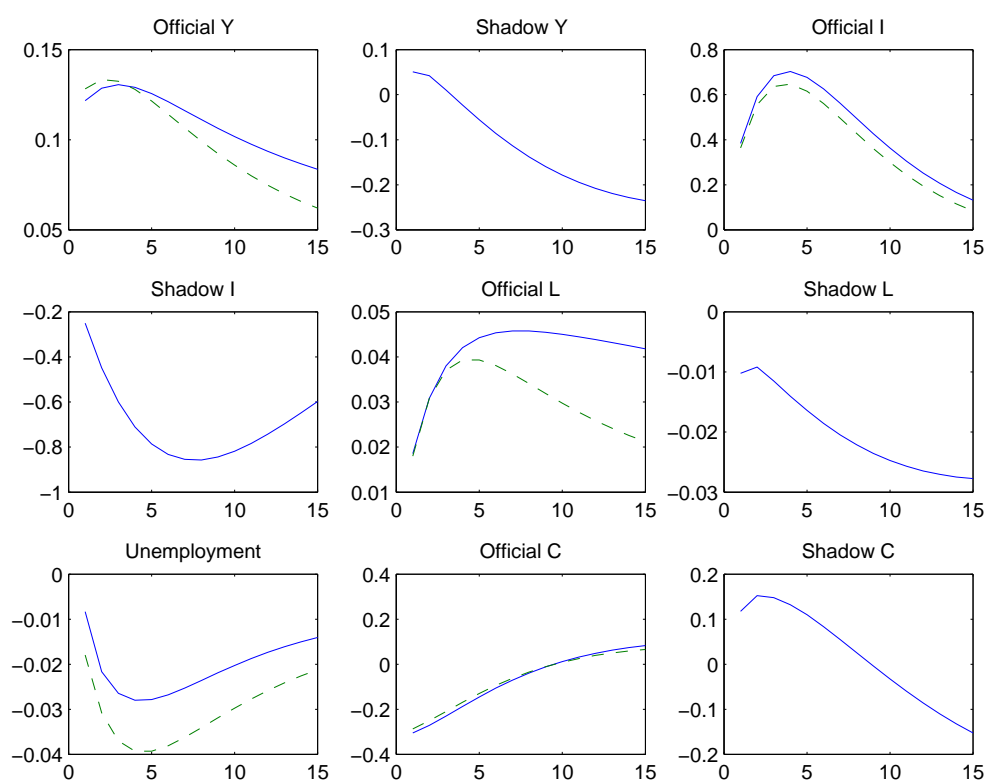 Official Y
Shadow Y
Official I
0.15
0.1
0.05
0 5 10 15
0.1
0
−0.1
−0.2
−0.3
0 5 10 15
0.8
0.6
0.4
0.2
0
0 5 10 15
Shadow I
Official L
Shadow L
−0.2
−0.4
−0.6
−0.8
−1
0 5 10 15
0.05
0.04
0.03
0.02
0.01
0 5 10 15
0
−0.01
−0.02
−0.03
0 5 10 15
Unemployment
Official C
Shadow C
0
−0.01
−0.02
−0.03
−0.04
0 5 10 15
0.4
0.2
0
−0.2
−0.4
0 5 10 15
0.2
0.1
0
−0.1
−0.2
0 5 10 15